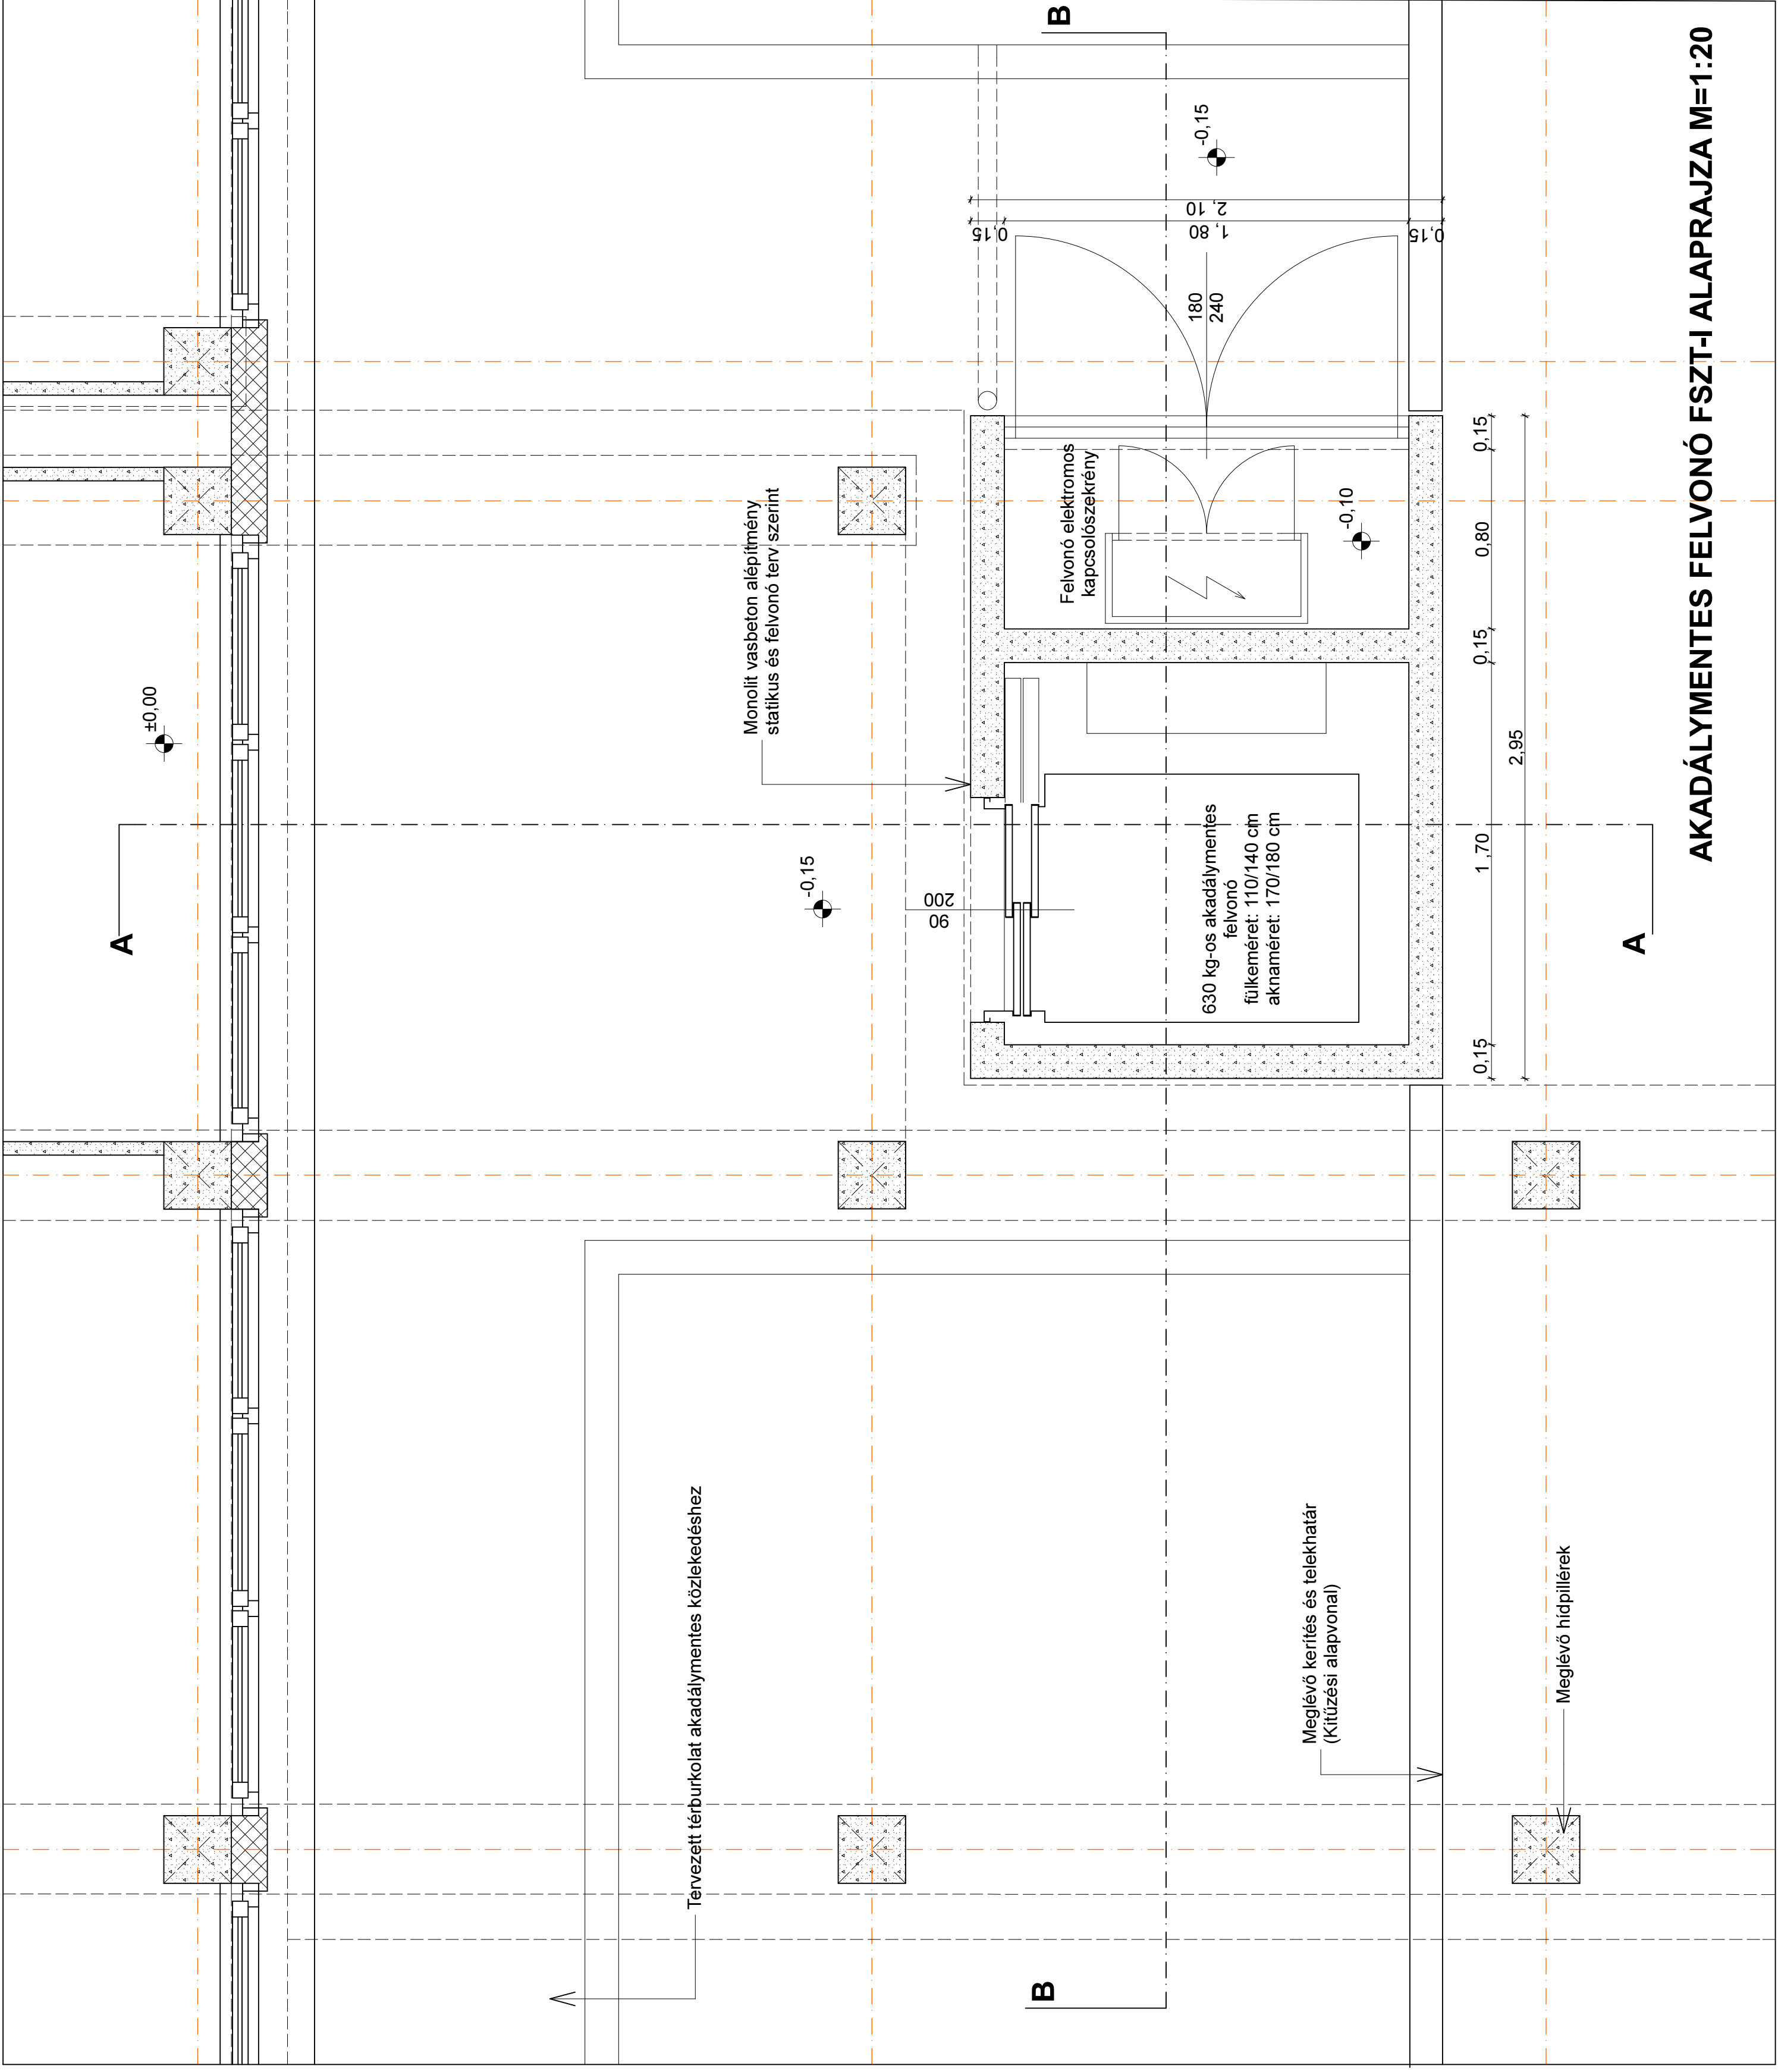 A
±0,00
B
-0,15
Monolit vasbeton alépítmény
statikus és felvonó terv szerint
-0,15
90
200
Felvonó elektromos
kapcsolószekrény
180
240
-0,10
0,15
1,80
0,15
2,10
630 kg-os akadálymentes
felvonó
fülkeméret: 110/140 cm
aknaméret: 170/180 cm
0,15
1,70
0,15
0,80
0,15
2,95
A
Tervezett térburkolat akadálymentes közlekedéshez
B
Meglévő kerítés és telekhatár
(Kitűzési alapvonal)
Meglévő hídpillérek
AKADÁLYMENTES FELVONÓ FSZT-I ALAPRAJZA M=1:20